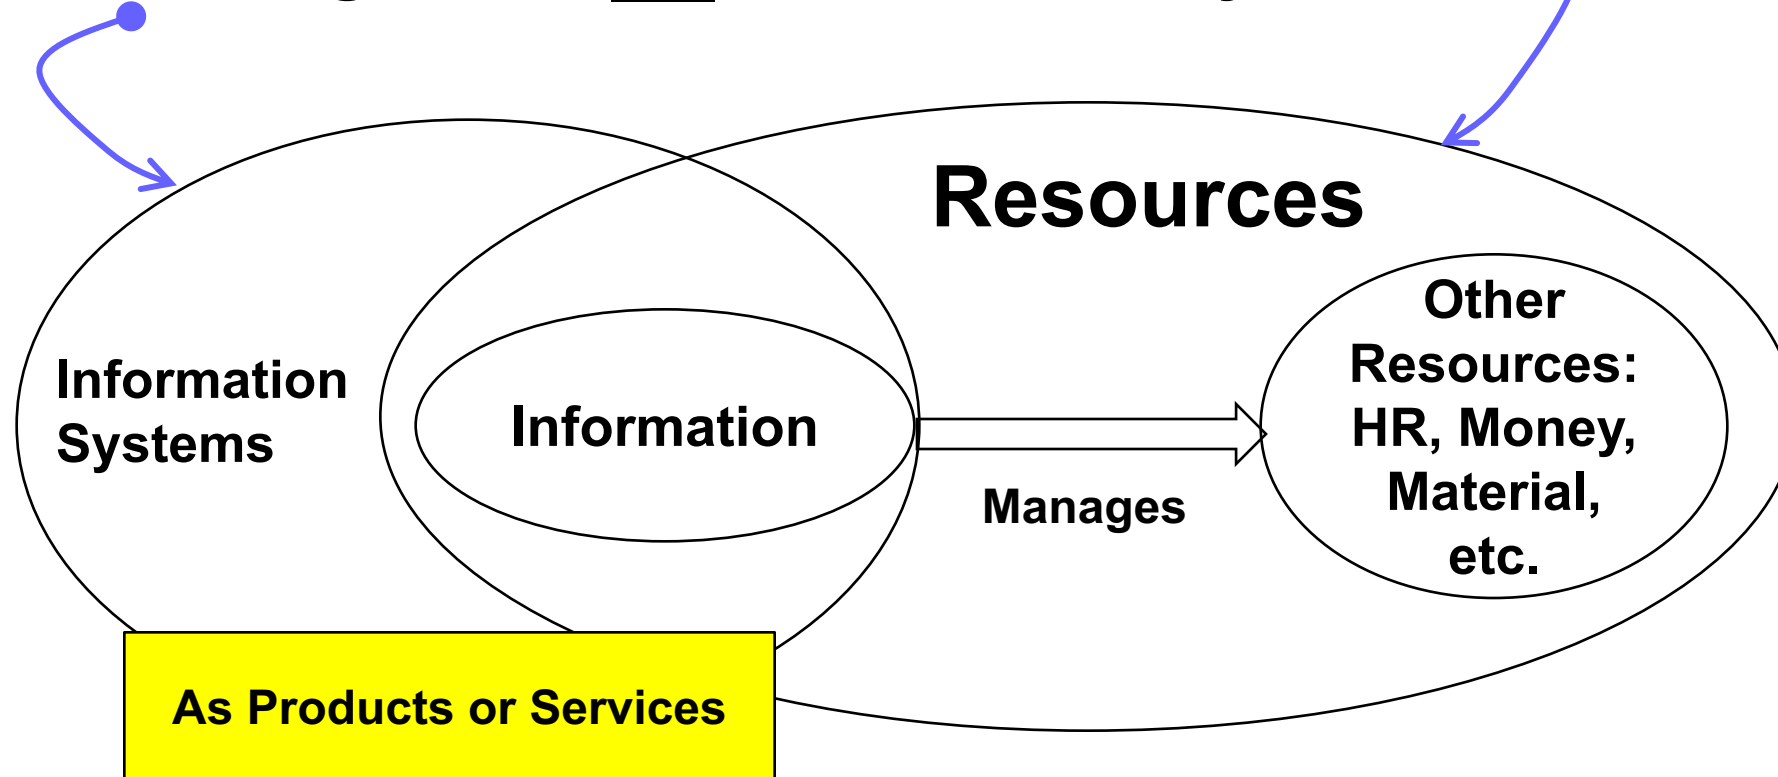 Resources
Information
Systems
Information
Manages
Other
Resources:
HR, Money,
Material,
etc.
As Products or Services